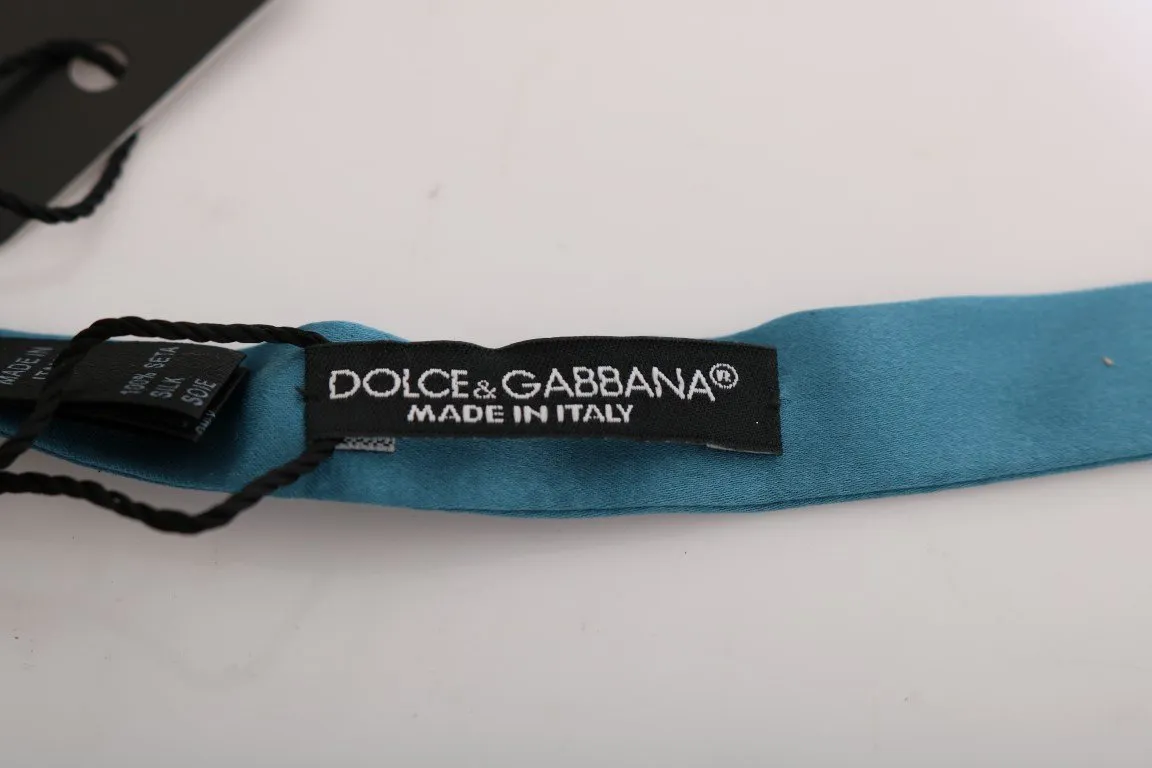 DOLCE & GABBANA®
MADE IN ITALY
MADE IN
100% SETA
SILK
SOIE